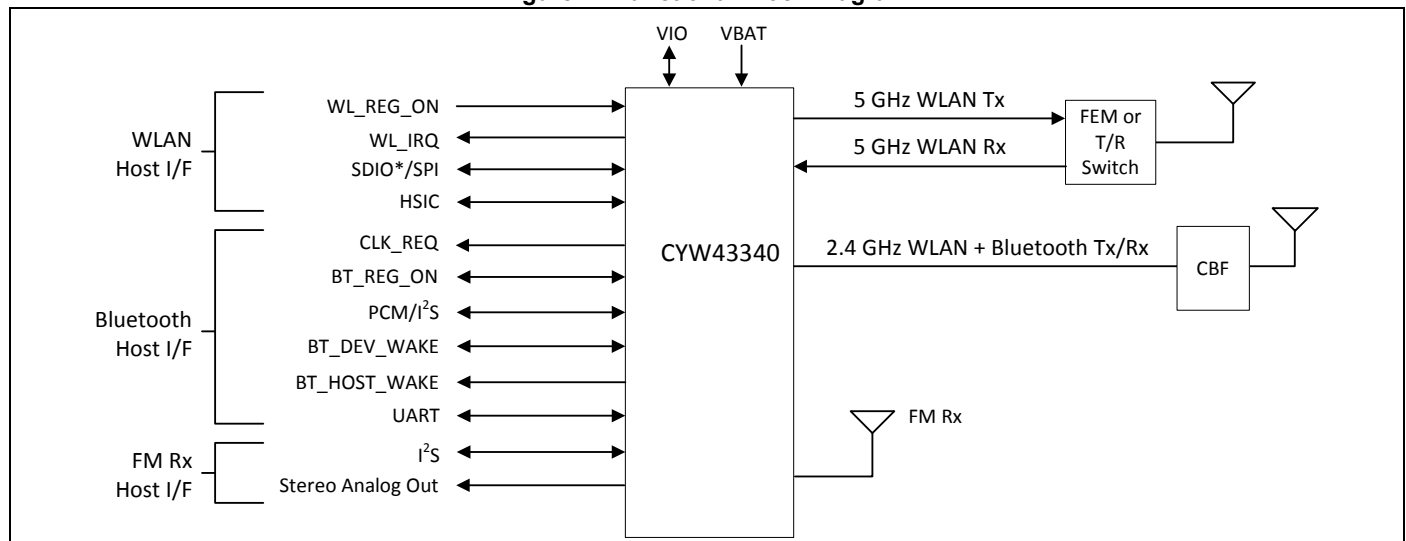 VIO VBAT
WLAN
Host I/F
WL_REG_ON
WL_IRQ
SDIO*/SPI
HSIC
Bluetooth
Host I/F
CLK_REQ
BT_REG_ON
PCM/I²S
BT_DEV_WAKE
BT_HOST_WAKE
UART
FM Rx
Host I/F
I²S
Stereo Analog Out
CYW43340
5 GHz WLAN Tx
5 GHz WLAN Rx
FEM or
T/R
Switch
2.4 GHz WLAN + Bluetooth Tx/Rx
CBF
FM Rx